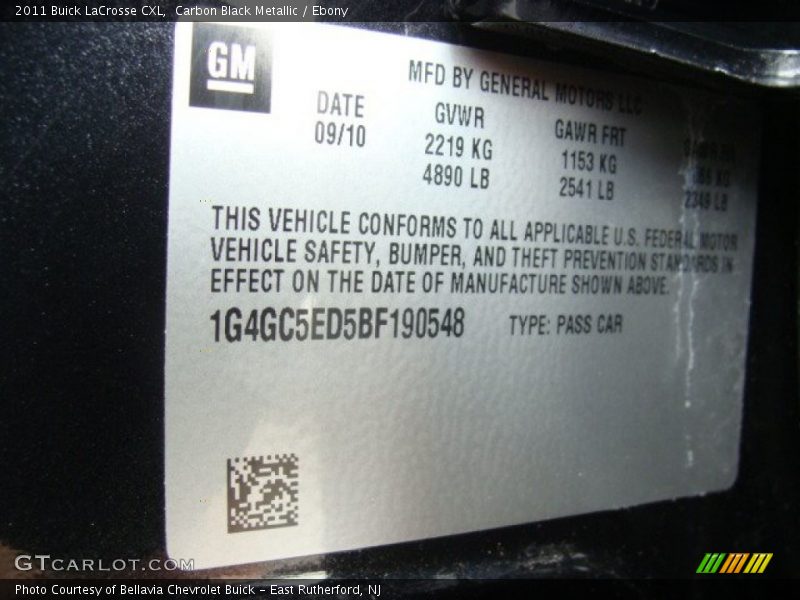 2011 Buick LaCrosse CXL, Carbon Black Metallic / Ebony
GM
MFD BY GENERAL MOTORS LLC
DATE GVWR GAWR FRT
09/10 2219 KG 1153 KG KG
4890 LB 2541 LB 2349 LB
THIS VEHICLE CONFORMS TO ALL APPLICABLE U.S. FEDERAL MOTOR
VEHICLE SAFETY, BUMPER, AND THEFT PREVENTION STANDARDS IN
EFFECT ON THE DATE OF MANUFACTURE SHOWN ABOVE.
1G4GC5ED5BF190548 TYPE: PASS CAR
GTCARLOT.COM
Photo Courtesy of Bellavia Chevrolet Buick - East Rutherford, NJ